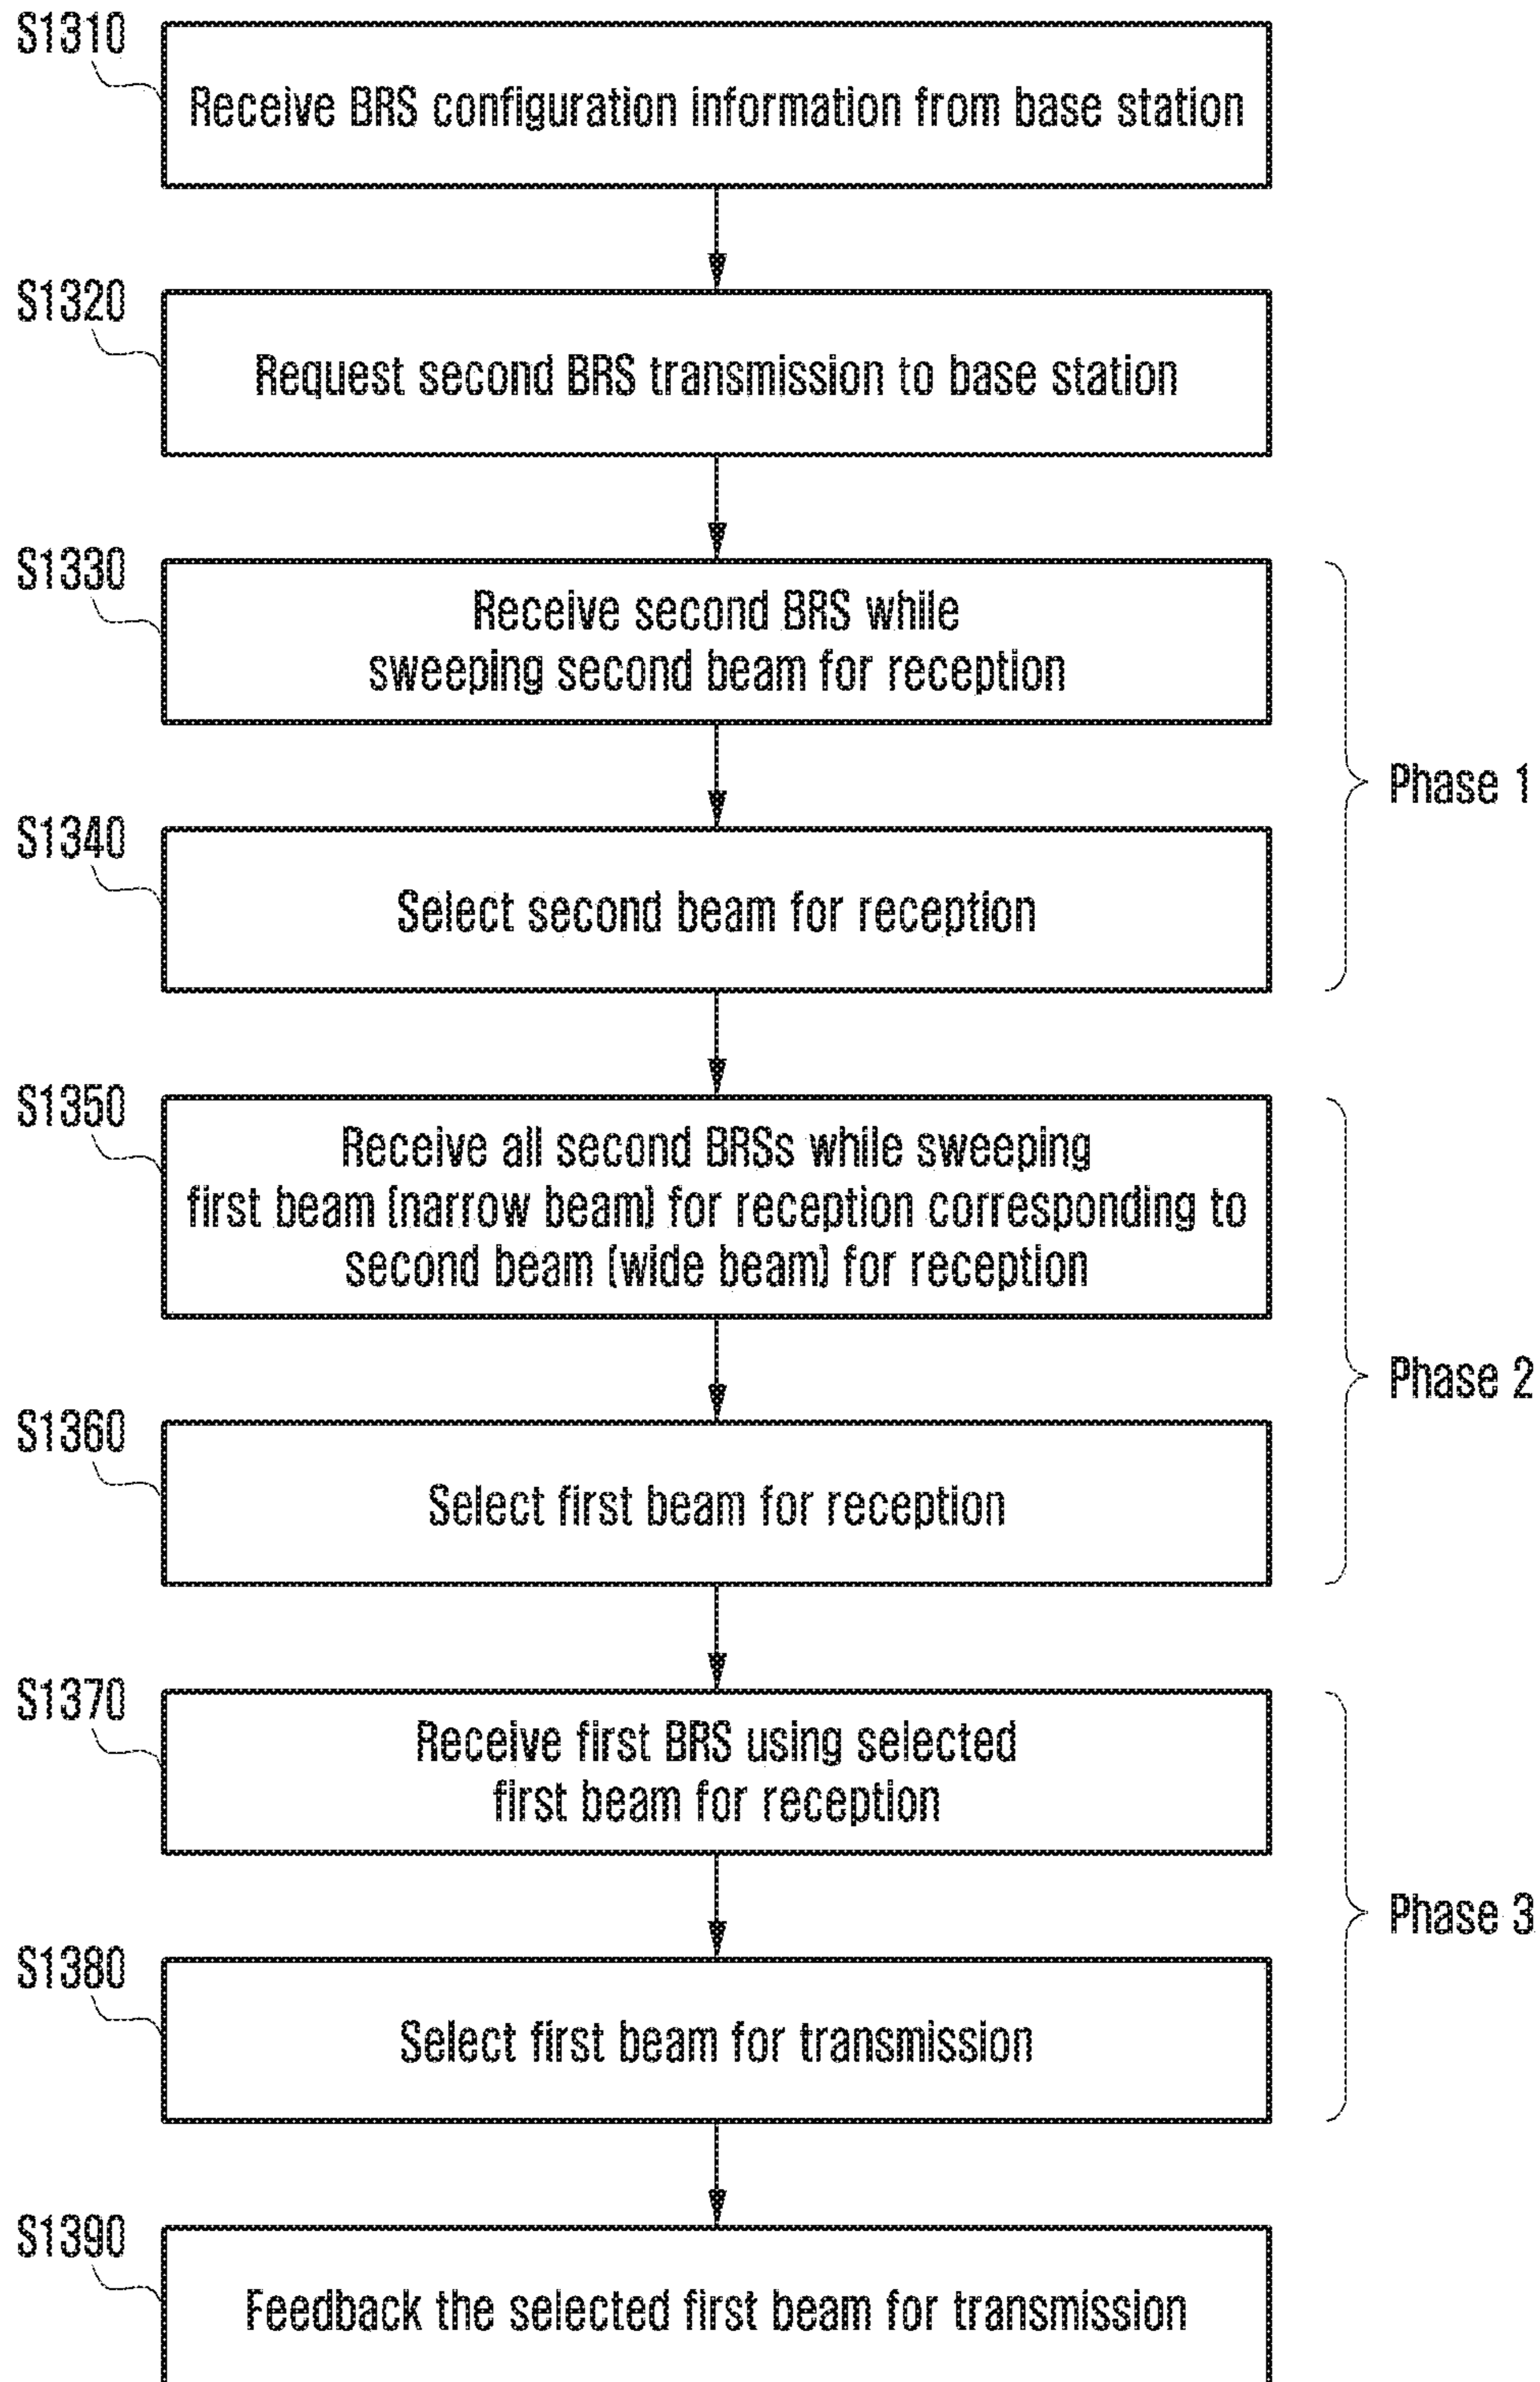 S1310
Receive BRS configuration information from base station
S1320
Request second BRS transmission to base station
S1330
Receive second BRS while
sweeping second beam for reception
Phase 1
S1340
Select second beam for reception
S1350
Receive all second BRSs while sweeping
first beam (narrow beam) for reception corresponding to
second beam (wide beam) for reception
Phase 2
S1360
Select first beam for reception
S1370
Receive first BRS using selected
first beam for reception
Phase 3
S1380
Select first beam for transmission
S1390
Feedback the selected first beam for transmission